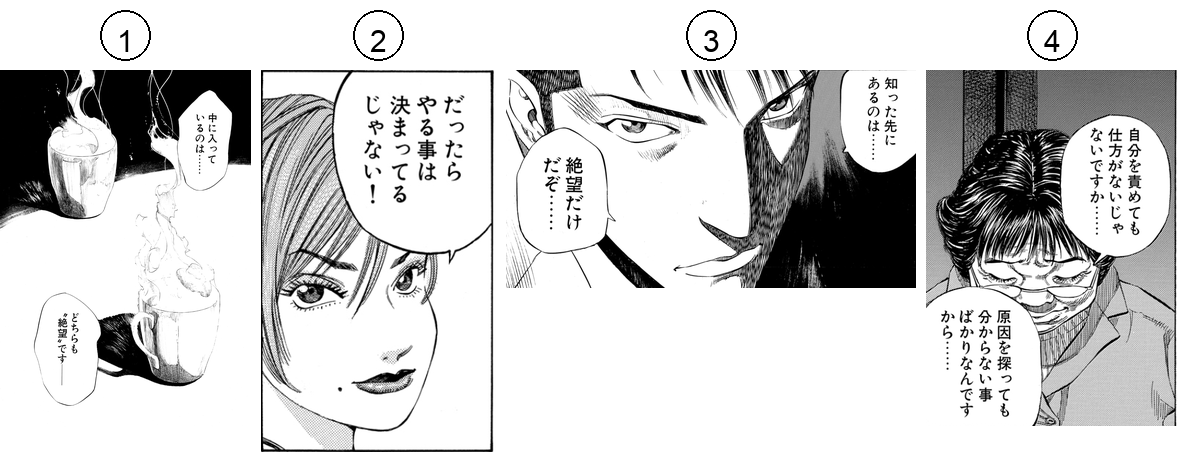 1
2
3
4
中に入って
いるのは……
どちらも
〝絶望〟です――
だったら
やる事は
決まってる
じゃない！
知った先に
あるのは……
絶望だけ
だぞ……
自分を責めても
仕方がないじゃ
ないですか……
原因を探っても
分からない事
ばかりなんです
から……